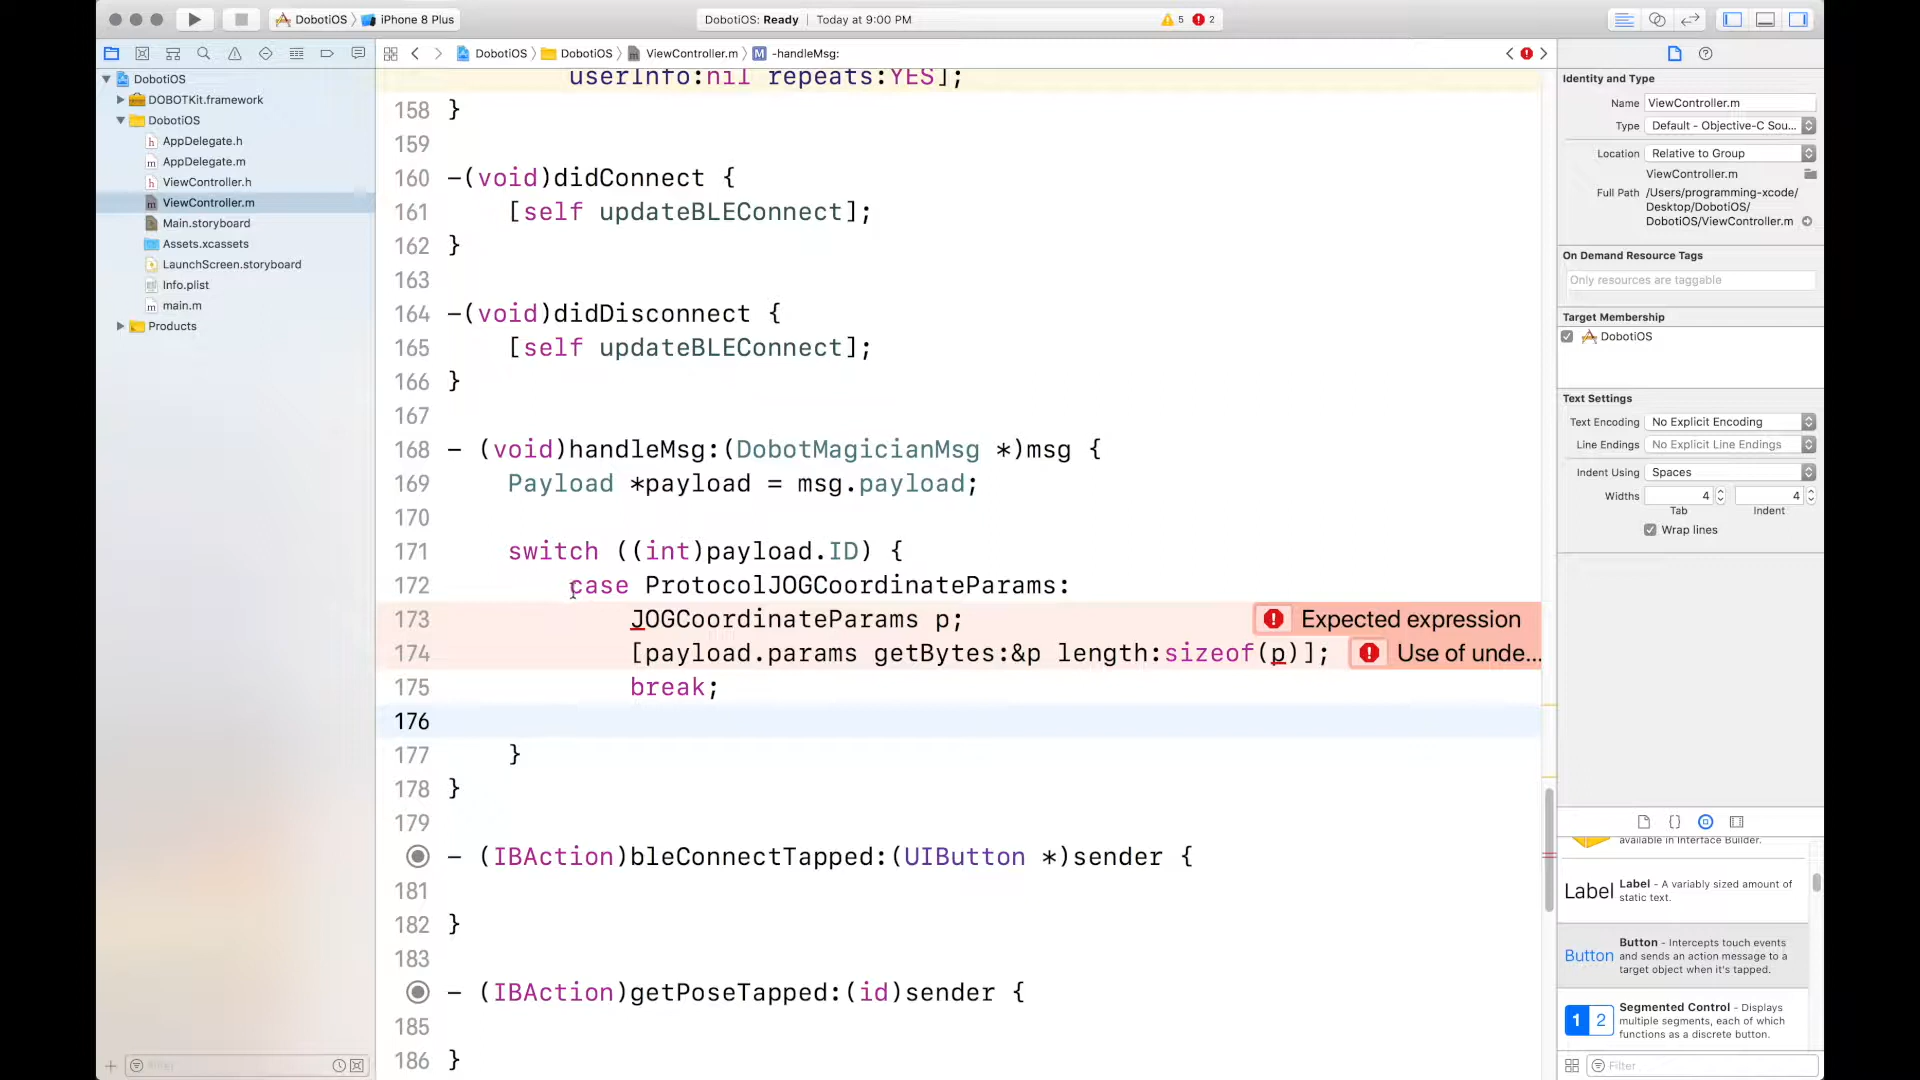 DobotiOS
iPhone 8 Plus
DobotiOS: Ready
Today at 9:00 PM
5
2
DobotiOS
DobotiOS
ViewController.m
M
-handleMsg:
DobotiOS
DOBOTKit.framework
DobotiOS
AppDelegate.h
AppDelegate.m
ViewController.h
ViewController.m
Main.storyboard
Assets.xcassets
LaunchScreen.storyboard
Info.plist
main.m
Products
userInfo:nil repeats:YES];
158 }
159
160 -(void)didConnect {
161 [self updateBLEConnect];
162 }
163
164 -(void)didDisconnect {
165 [self updateBLEConnect];
166 }
167
168 - (void)handleMsg:(DobotMagicianMsg *)msg {
169 Payload *payload = msg.payload;
170
171 switch ((int)payload.ID) {
172 case ProtocolJOGCoordinateParams:
173 JOGCoordinateParams p; Expected expression
174 [payload.params getBytes:&p length:sizeof(p)]; Use of unde...
175 break;
176
177 }
178 }
179
- (IBAction)bleConnectTapped:(UIButton *)sender {
181
182 }
183
- (IBAction)getPoseTapped:(id)sender {
185
186 }
Identity and Type
Name ViewController.m
Type Default - Objective-C Sou...
Location Relative to Group
ViewController.m
Full Path /Users/programming-xcode/
Desktop/DobotiOS/
DobotiOS/ViewController.m
On Demand Resource Tags
Only resources are taggable
Target Membership
DobotiOS
Text Settings
Text Encoding No Explicit Encoding
Line Endings No Explicit Line Endings
Indent Using Spaces
Widths 4 4
Tab Indent
Wrap lines
available in Interface Builder.
Label Label - A variably sized amount of
static text.
Button Button - Intercepts touch events
and sends an action message to a
target object when it's tapped.
1 2 Segmented Control - Displays
multiple segments, each of which
functions as a discrete button.
Filter